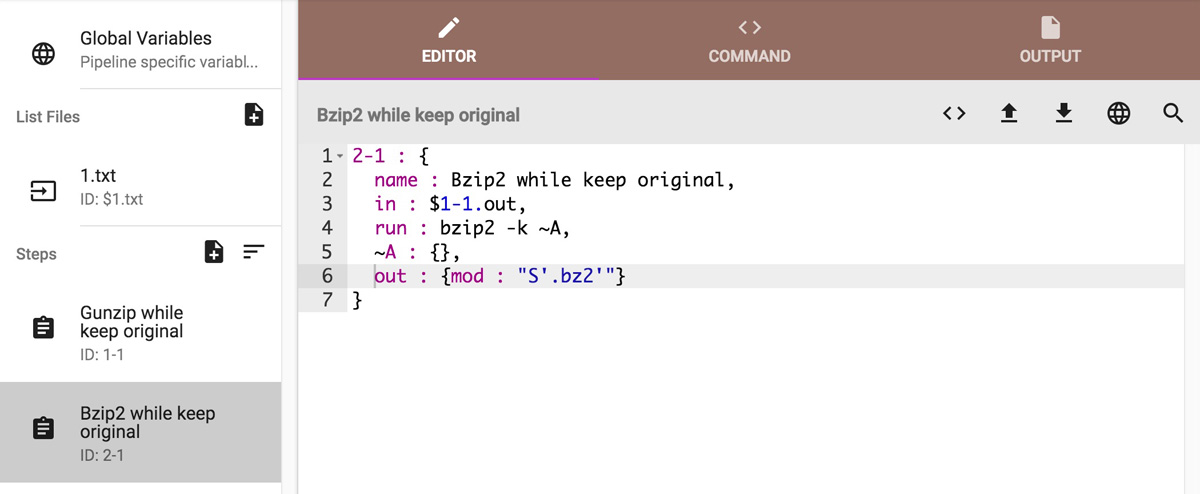 Global Variables
Pipeline specific variabl...
List Files
1.txt
ID: $1.txt
Steps
Gunzip while
keep original
ID: 1-1
Bzip2 while keep
original
ID: 2-1
EDITOR
COMMAND
OUTPUT
Bzip2 while keep original
1 2-1 : {
2 name : Bzip2 while keep original,
3 in : $1-1.out,
4 run : bzip2 -k ~A,
5 ~A : {},
6 out : {mod : "S'.bz2'"}
7 }